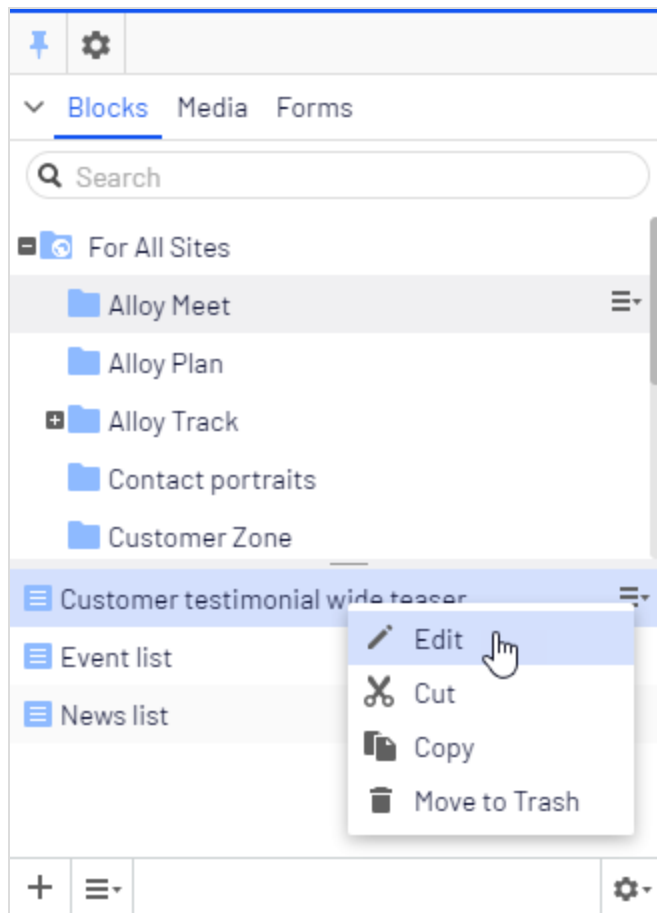 Blocks Media Forms
Search
For All Sites
Alloy Meet
Alloy Plan
Alloy Track
Contact portraits
Customer Zone
Customer testimonial wide teaser
Event list
News list
Edit
Cut
Copy
Move to Trash